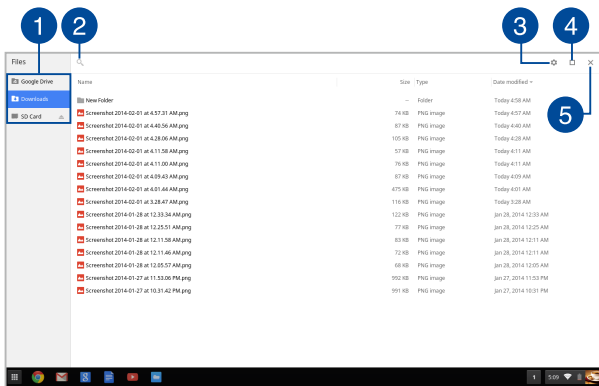 1 2 3 4
Files
Google Drive Name Size Type Date modified
Downloads New Folder -- Folder Today 4:58 AM
SD Card Screenshot 2014-02-01 at 4.57.31 AM.png 74 KB PNG image Today 4:57 AM
Screenshot 2014-02-01 at 4.40.56 AM.png 87 KB PNG image Today 4:40 AM
Screenshot 2014-02-01 at 4.28.06 AM.png 105 KB PNG image Today 4:28 AM
Screenshot 2014-02-01 at 4.11.58 AM.png 57 KB PNG image Today 4:11 AM
Screenshot 2014-02-01 at 4.11.00 AM.png 76 KB PNG image Today 4:11 AM
Screenshot 2014-02-01 at 4.09.43 AM.png 87 KB PNG image Today 4:09 AM
Screenshot 2014-02-01 at 4.01.44 AM.png 475 KB PNG image Today 4:01 AM
Screenshot 2014-02-01 at 3.28.47 AM.png 116 KB PNG image Today 3:28 AM
Screenshot 2014-01-28 at 12.33.34 AM.png 122 KB PNG image Jan 28, 2014 12:33 AM
Screenshot 2014-01-28 at 12.25.51 AM.png 77 KB PNG image Jan 28, 2014 12:25 AM
Screenshot 2014-01-28 at 12.11.58 AM.png 83 KB PNG image Jan 28, 2014 12:11 AM
Screenshot 2014-01-28 at 12.11.46 AM.png 72 KB PNG image Jan 28, 2014 12:11 AM
Screenshot 2014-01-28 at 12.05.57 AM.png 68 KB PNG image Jan 28, 2014 12:05 AM
Screenshot 2014-01-27 at 11.53.06 PM.png 992 KB PNG image Jan 27, 2014 11:53 PM
Screenshot 2014-01-27 at 10.31.42 PM.png 991 KB PNG image Jan 27, 2014 10:31 PM
5
8 1 5:09